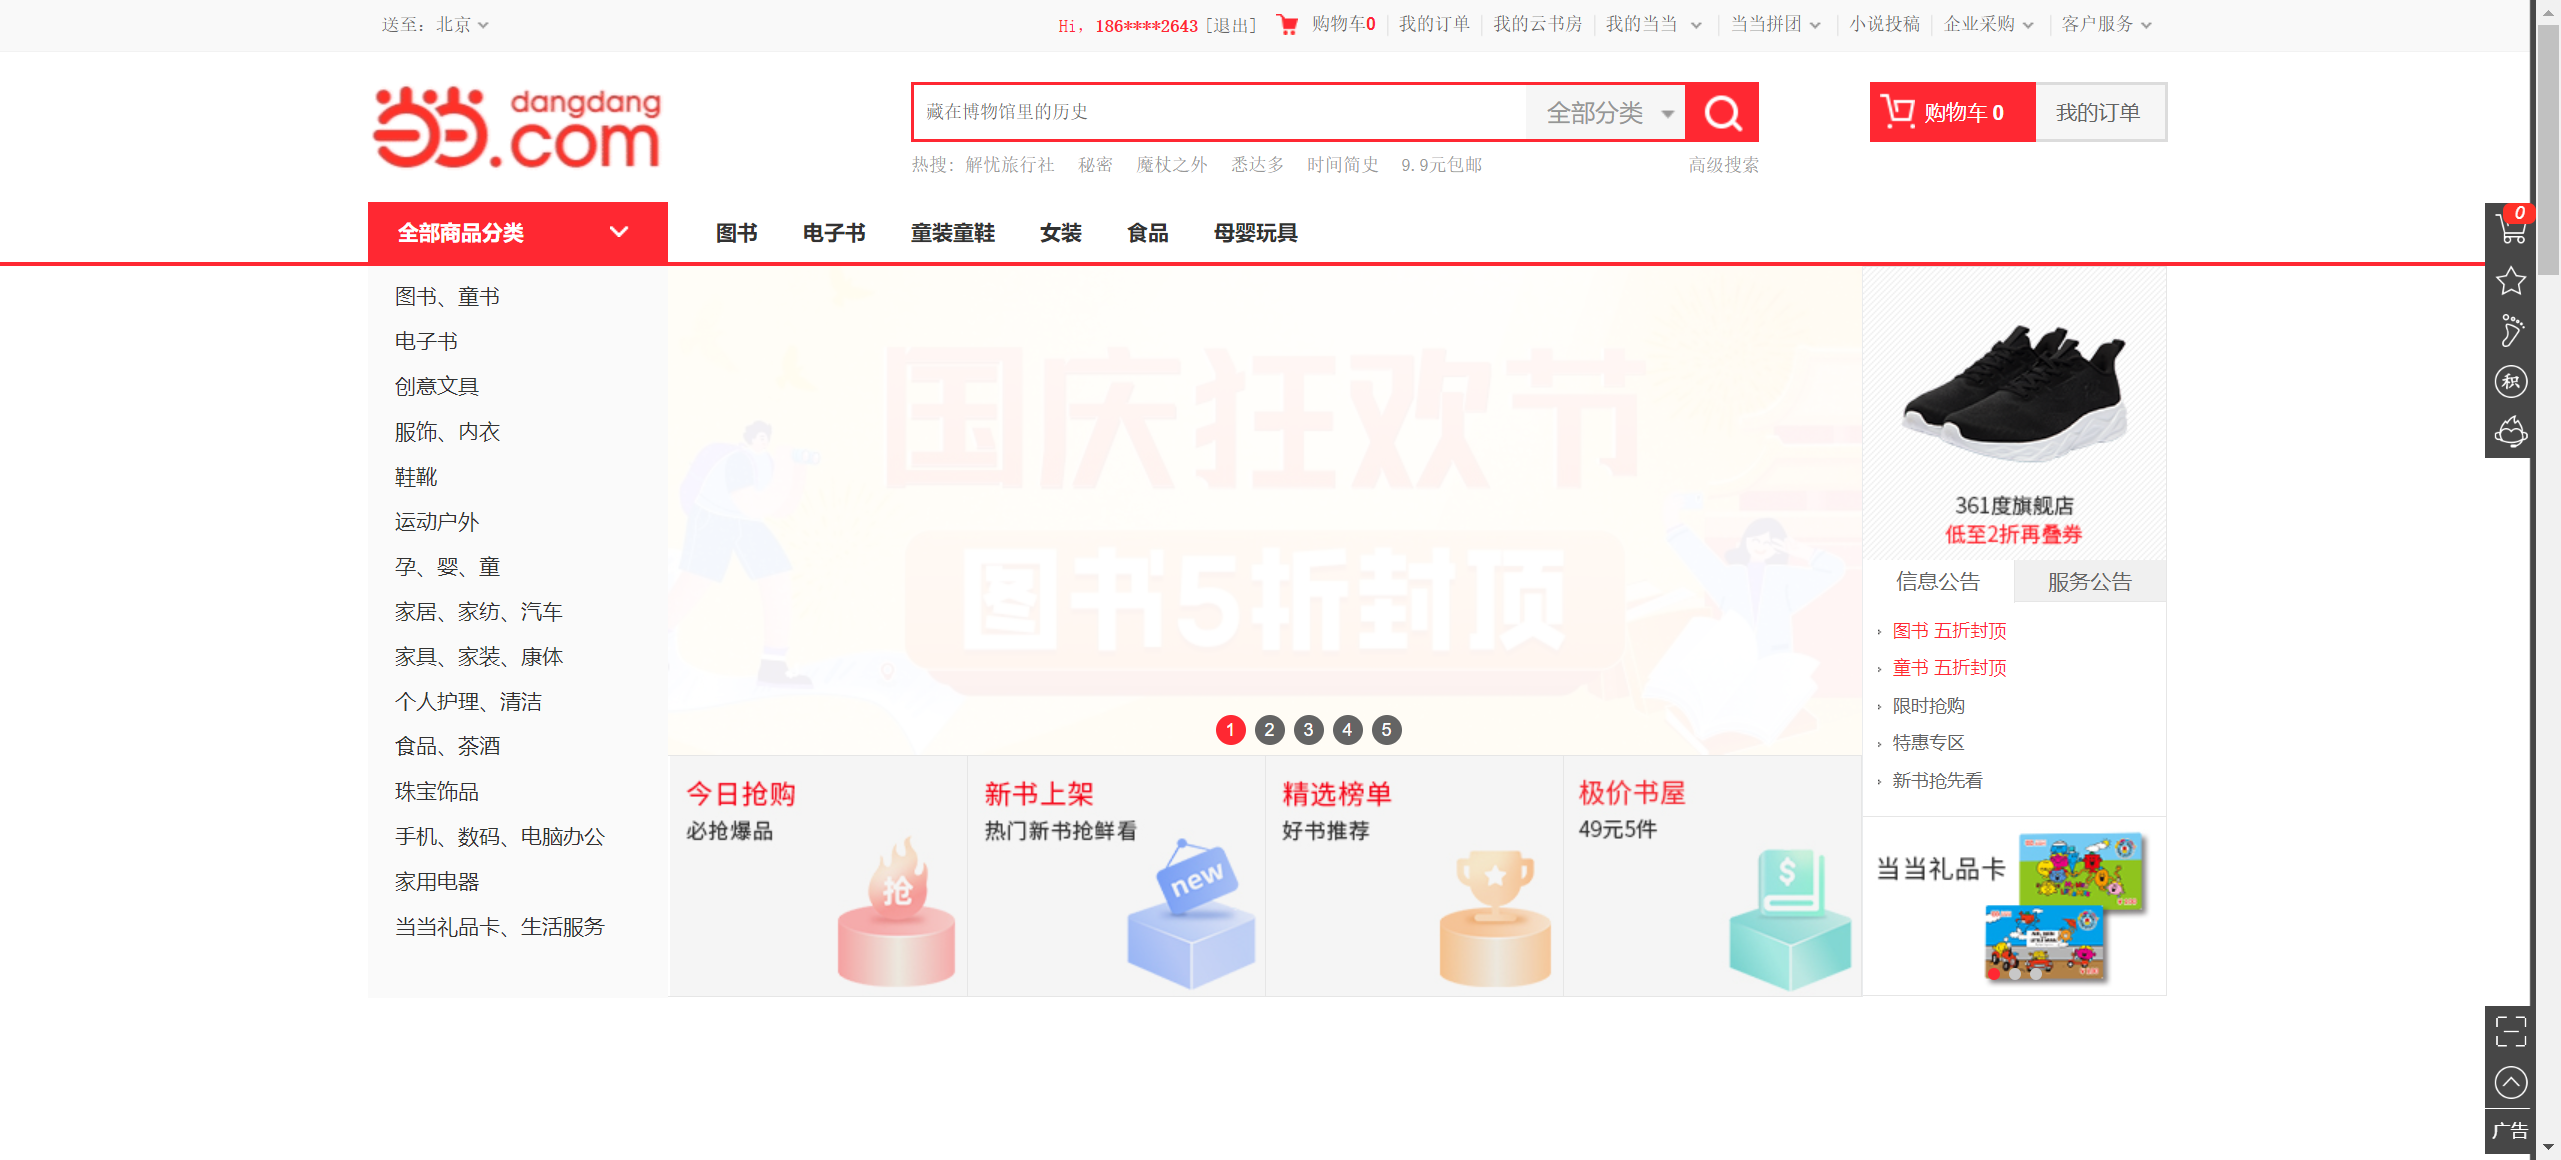 送至：北京
Hi，186****2643 [退出] 购物车0 我的订单 我的云书房 我的当当 当当拼团 小说投稿 企业采购 客户服务
当当 dangdang
.com
藏在博物馆里的历史 全部分类
购物车 0 我的订单
热搜：解忧旅行社 秘密 魔杖之外 悉达多 时间简史 9.9元包邮 高级搜索
全部商品分类 图书 电子书 童装童鞋 女装 食品 母婴玩具
图书、童书
电子书
创意文具
服饰、内衣
鞋靴
运动户外
孕、婴、童
家居、家纺、汽车
家具、家装、康体
个人护理、清洁
食品、茶酒
珠宝饰品
手机、数码、电脑办公
家用电器
当当礼品卡、生活服务
国庆狂欢节
图书5折封顶
1 2 3 4 5
今日抢购
必抢爆品
抢
新书上架
热门新书抢鲜看
new
精选榜单
好书推荐
极价书屋
49元5件
$
361度旗舰店
低至2折再叠券
信息公告 服务公告
图书 五折封顶
童书 五折封顶
限时抢购
特惠专区
新书抢先看
当当礼品卡
0
积
广告